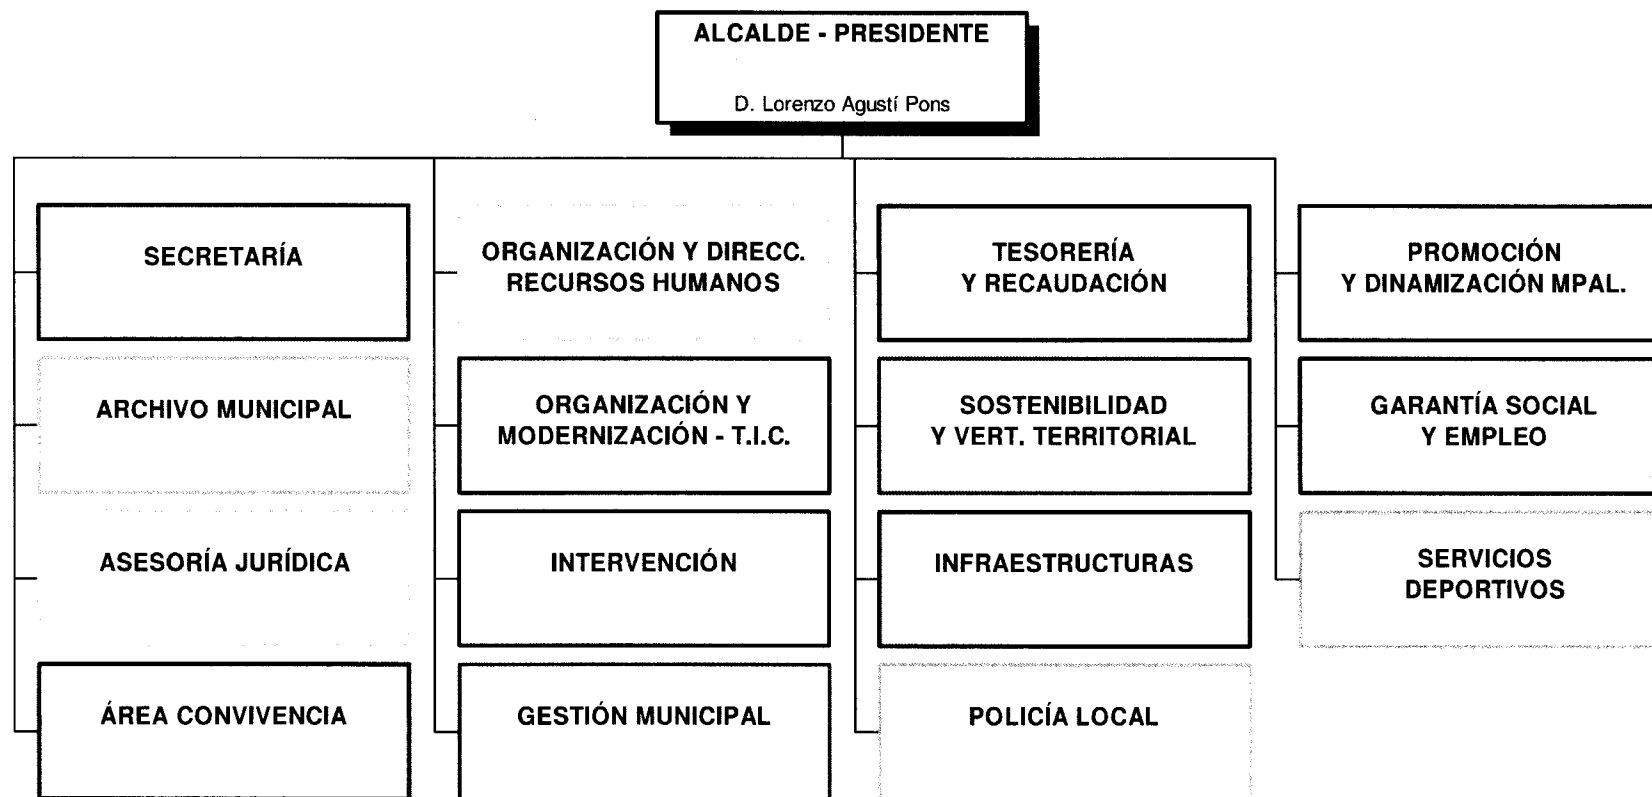 ALCALDE - PRESIDENTE
D. Lorenzo Agustí Pons
SECRETARÍA
ARCHIVO MUNICIPAL
ASESORÍA JURÍDICA
ÁREA CONVIVENCIA
ORGANIZACIÓN Y DIRECC.
RECURSOS HUMANOS
ORGANIZACIÓN Y
MODERNIZACIÓN - T.I.C.
INTERVENCIÓN
GESTIÓN MUNICIPAL
TESORERÍA
Y RECAUDACIÓN
SOSTENIBILIDAD
Y VERT. TERRITORIAL
INFRAESTRUCTURAS
POLICÍA LOCAL
PROMOCIÓN
Y DINAMIZACIÓN MPAL.
GARANTÍA SOCIAL
Y EMPLEO
SERVICIOS
DEPORTIVOS